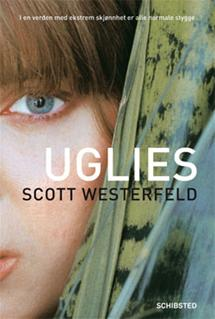 I en verden med ekstrem skjønnhet er alle normale stygge
UGLIES
SCOTT WESTERFELD
SCHIBSTED